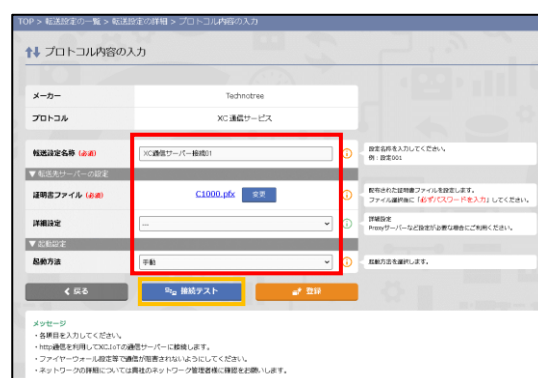 TOP > 転送設定の一覧 > 転送設定の詳細 > プロトコル内容の入力
プロトコル内容の入力
メーカー Technotree
プロトコル XC通信サービス
転送設定名称 (必須) XC通信サーバー接続01 設定名称を入力してください。
例：設定001
▼転送先サーバーの設定
証明書ファイル (必須) C1000.pfx 変更 配布された証明書ファイルを設定します。
ファイル選択後に「必ずパスワードを入力」してください。
詳細設定 --- 詳細設定
Proxyサーバーなど設定が必要な場合にご利用ください。
▼起動設定
起動方法 手動 起動方法を選択します。
戻る 接続テスト 登録
メッセージ
・各項目を入力してください。
・http通信を利用してXC.IoTの通信サーバーに接続します。
・ファイヤーウォール設定等で通信が阻害されないようにしてください。
・ネットワークの詳細については貴社のネットワーク管理者様に確認をお願いします。